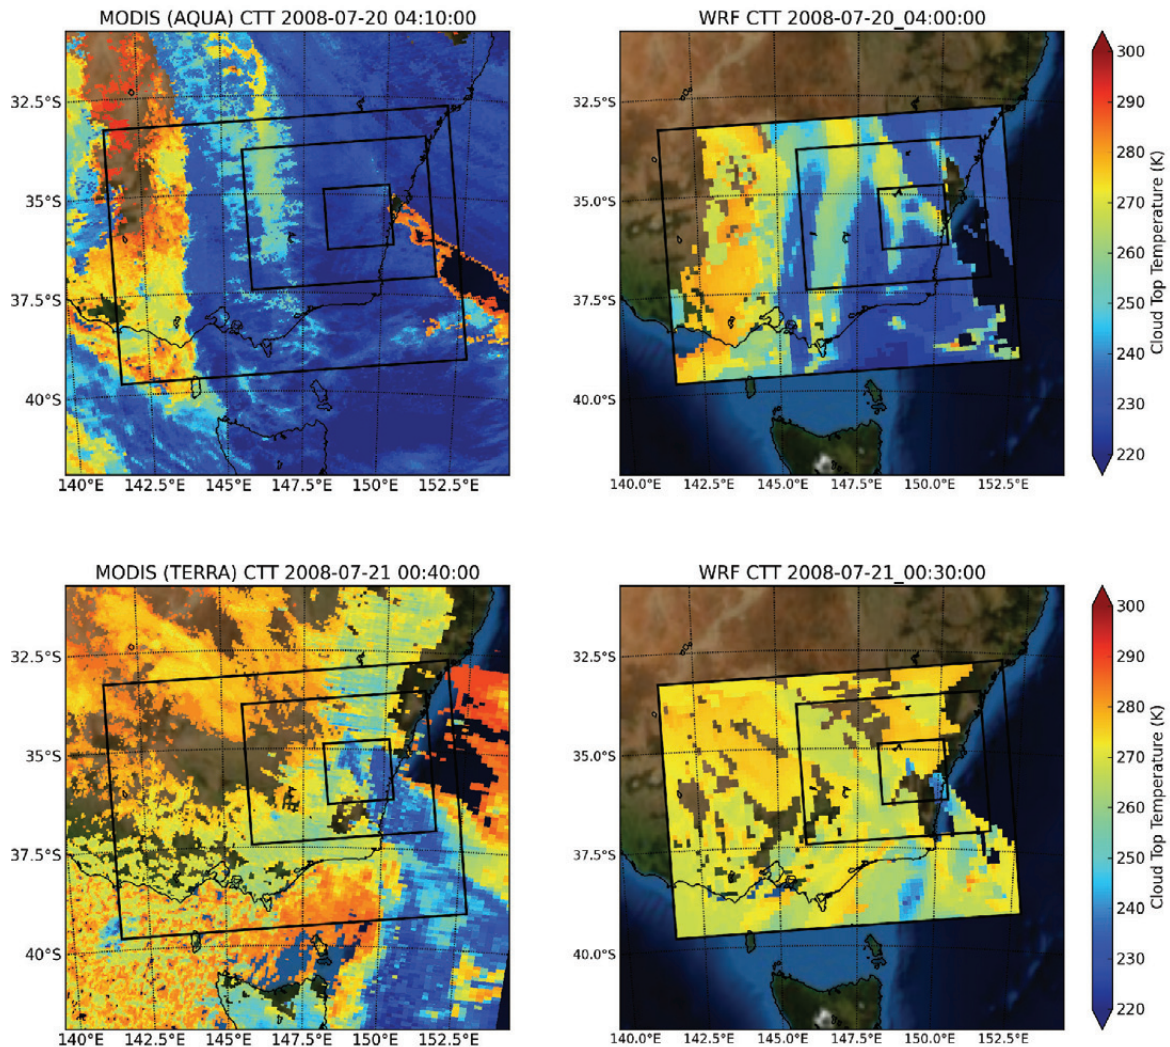 MODIS (AQUA) CTT 2008-07-20 04:10:00
32.5°S
35.0°S
37.5°S
40.0°S
140°E 142.5°E 145°E 147.5°E 150°E 152.5°E
WRF CTT 2008-07-20_04:00:00
32.5°S
35.0°S
37.5°S
40.0°S
140.0°E 142.5°E 145.0°E 147.5°E 150.0°E 152.5°E
300
290
280
270
260
250
240
230
220
Cloud Top Temperature (K)
MODIS (TERRA) CTT 2008-07-21 00:40:00
32.5°S
35°S
37.5°S
40°S
140°E 142.5°E 145°E 147.5°E 150°E 152.5°E
WRF CTT 2008-07-21_00:30:00
32.5°S
35.0°S
37.5°S
40.0°S
140.0°E 142.5°E 145.0°E 147.5°E 150.0°E 152.5°E
300
290
280
270
260
250
240
230
220
Cloud Top Temperature (K)